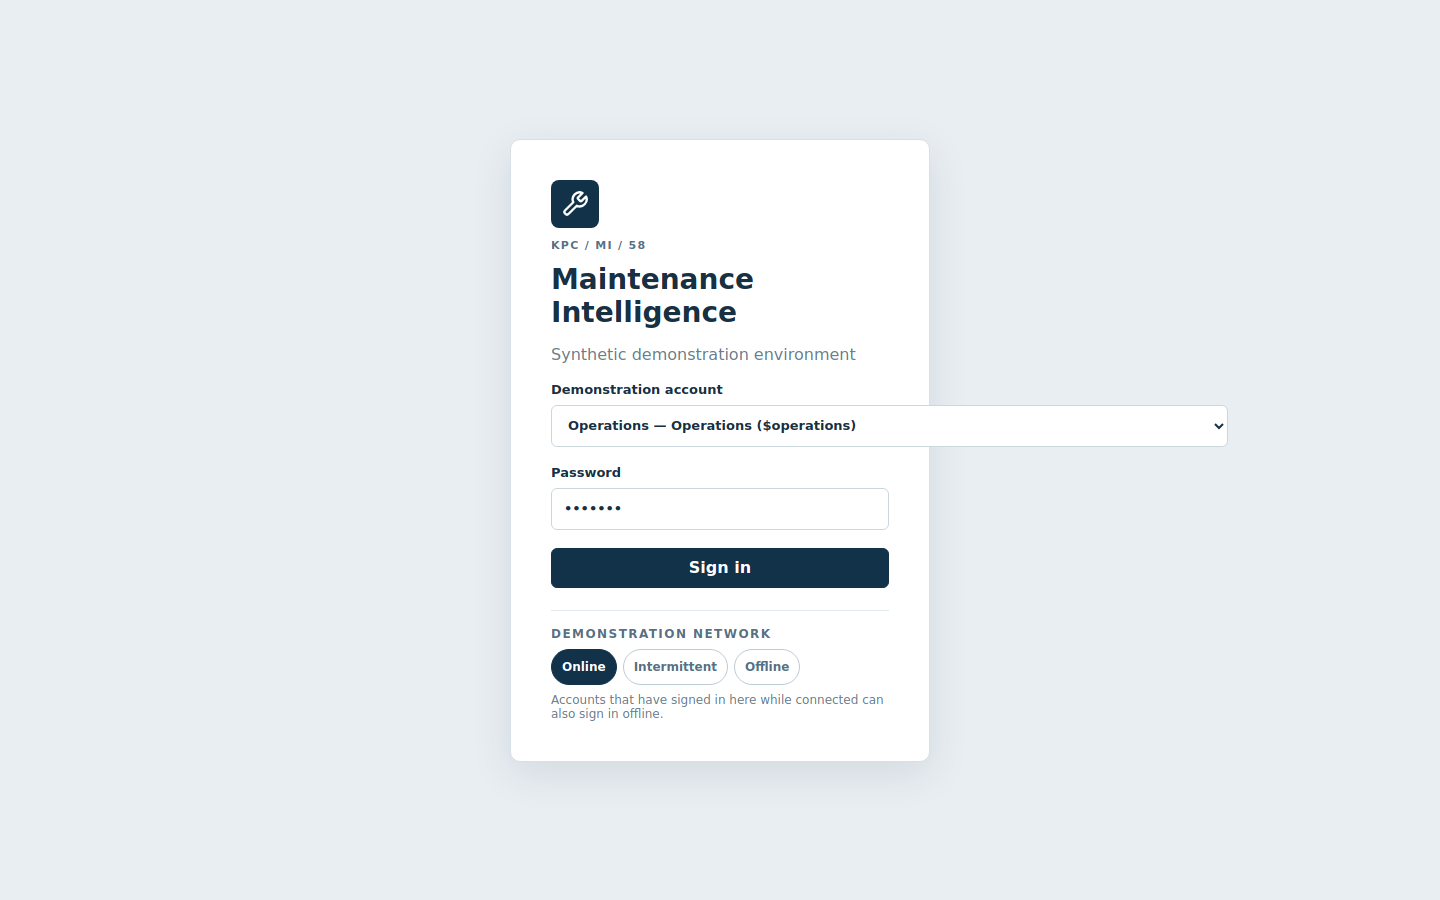 KPC / MI / 58
Maintenance
Intelligence
Synthetic demonstration environment
Demonstration account
Operations — Operations ($operations)
Password
•••••••
Sign in
DEMONSTRATION NETWORK
Online
Intermittent
Offline
Accounts that have signed in here while connected can
also sign in offline.